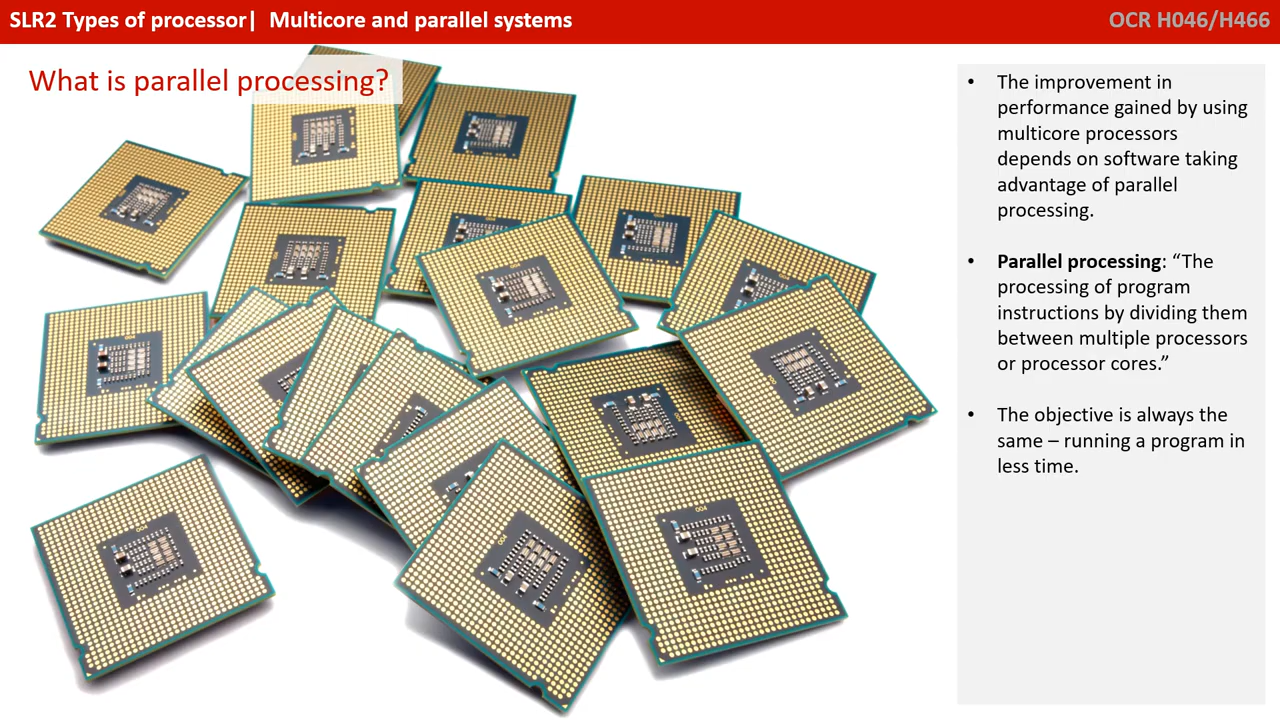 SLR2 Types of processor| Multicore and parallel systems
OCR H046/H466
What is parallel processing?
• The improvement in
performance gained by using
multicore processors
depends on software taking
advantage of parallel
processing.
• Parallel processing: “The
processing of program
instructions by dividing them
between multiple processors
or processor cores.”
• The objective is always the
same – running a program in
less time.
004